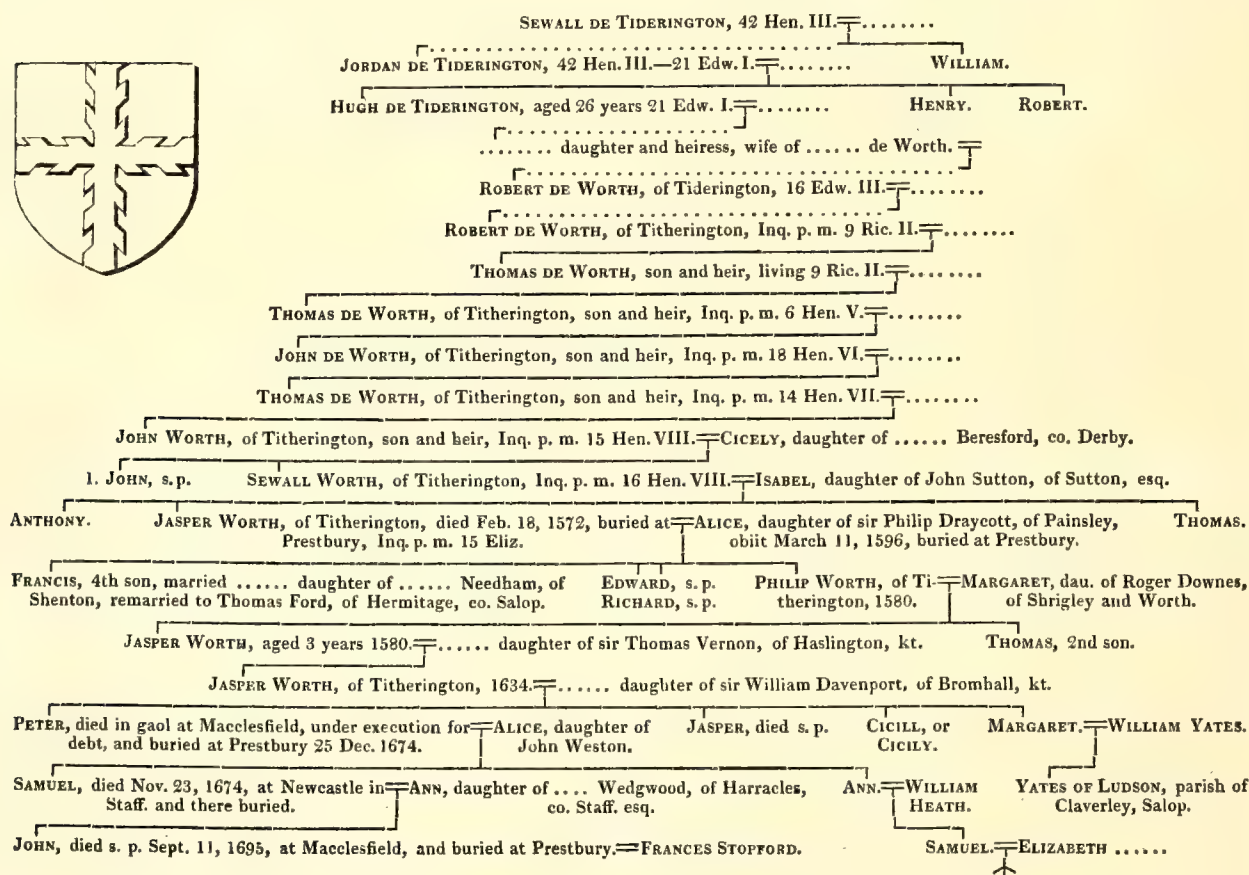 SEWALL DE TIDERINGTON, 42 Hen. III.........
JORDAN DE TIDERINGTON, 42 Hen. III.—21 Edw. I......... WILLIAM.
HUGH DE TIDERINGTON, aged 26 years 21 Edw. I......... HENRY. ROBERT.
........ daughter and heiress, wife of ...... de Worth.
ROBERT DE WORTH, of Tiderington, 16 Edw. III.........
ROBERT DE WORTH, of Titherington, Inq. p. m. 9 Ric. II.........
THOMAS DE WORTH, son and heir, living 9 Ric. II.........
THOMAS DE WORTH, of Titherington, son and heir, Inq. p. m. 6 Hen. V.........
JOHN DE WORTH, of Titherington, son and heir, Inq. p. m. 18 Hen. VI.........
THOMAS DE WORTH, of Titherington, son and heir, Inq. p. m. 14 Hen. VII.........
JOHN WORTH, of Titherington, son and heir, Inq. p. m. 15 Hen. VIII. CICELY, daughter of ...... Beresford, co. Derby.
1. JOHN, s. p. SEWALL WORTH, of Titherington, Inq. p. m. 16 Hen. VIII. ISABEL, daughter of John Sutton, of Sutton, esq.
ANTHONY. JASPER WORTH, of Titherington, died Feb. 18, 1572, buried at ALICE, daughter of sir Philip Draycott, of Painsley, THOMAS.
Prestbury, Inq. p. m. 15 Eliz. obiit March 11, 1596, buried at Prestbury.
FRANCIS, 4th son, married ...... daughter of ...... Needham, of EDWARD, s. p. PHILIP WORTH, of Ti- MARGARET, dau. of Roger Downes,
Shenton, remarried to Thomas Ford, of Hermitage, co. Salop. RICHARD, s. p. therington, 1580. of Shrigley and Worth.
JASPER WORTH, aged 3 years 1580. ...... daughter of sir Thomas Vernon, of Haslington, kt. THOMAS, 2nd son.
JASPER WORTH, of Titherington, 1634. ...... daughter of sir William Davenport, of Bromhall, kt.
PETER, died in gaol at Macclesfield, under execution for ALICE, daughter of JASPER, died s. p. CICILL, or MARGARET. WILLIAM YATES.
debt, and buried at Prestbury 25 Dec. 1674. John Weston. CICILY.
SAMUEL, died Nov. 23, 1674, at Newcastle in ANN, daughter of .... Wedgwood, of Harracles, ANN. WILLIAM YATES OF LUDSON, parish of
Staff. and there buried. co. Staff. esq. HEATH. Claverley, Salop.
JOHN, died s. p. Sept. 11, 1695, at Macclesfield, and buried at Prestbury. FRANCES STOPFORD. SAMUEL. ELIZABETH ......